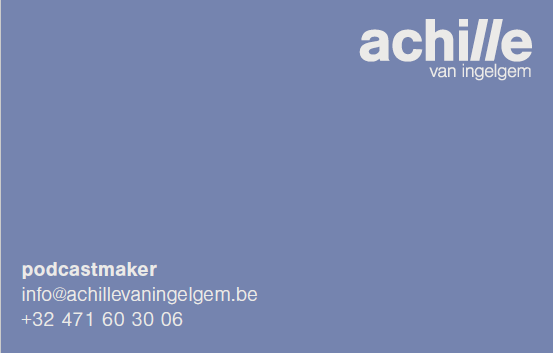 achille
van ingelgem
podcastmaker
info@achillevaningelgem.be
+32 471 60 30 06